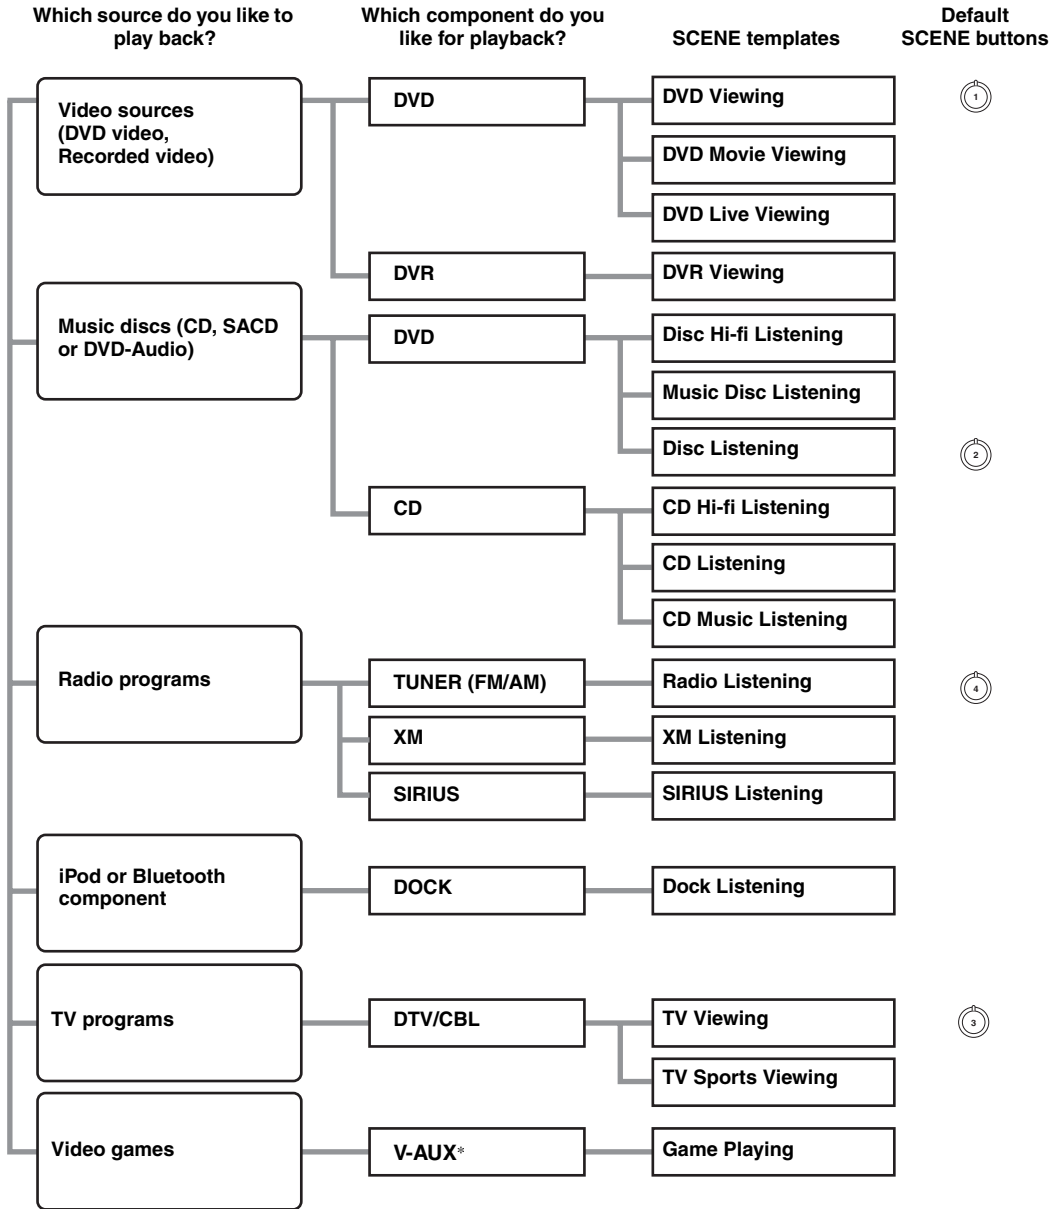 Which source do you like to
play back?
Which component do you
like for playback?
SCENE templates
Default
SCENE buttons
Video sources
(DVD video,
Recorded video)
DVD
DVD Viewing
1
DVD Movie Viewing
DVD Live Viewing
DVR
DVR Viewing
Music discs (CD, SACD
or DVD-Audio)
DVD
Disc Hi-fi Listening
Music Disc Listening
Disc Listening
2
CD
CD Hi-fi Listening
CD Listening
CD Music Listening
Radio programs
TUNER (FM/AM)
Radio Listening
4
XM
XM Listening
SIRIUS
SIRIUS Listening
iPod or Bluetooth
component
DOCK
Dock Listening
TV programs
DTV/CBL
TV Viewing
3
TV Sports Viewing
Video games
V-AUX*
Game Playing